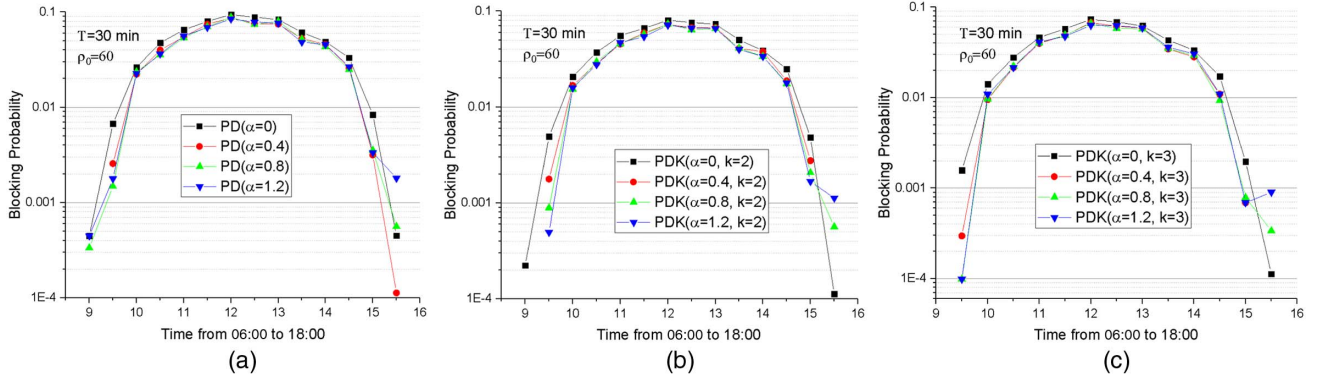 T=30 min
ρ₀=60
Blocking Probability
0.1
0.01
0.001
1E-4
PD(α=0)
PD(α=0.4)
PD(α=0.8)
PD(α=1.2)
9 10 11 12 13 14 15 16
Time from 06:00 to 18:00
(a)
T=30 min
ρ₀=60
Blocking Probability
0.1
0.01
0.001
1E-4
PDK(α=0, k=2)
PDK(α=0.4, k=2)
PDK(α=0.8, k=2)
PDK(α=1.2, k=2)
9 10 11 12 13 14 15 16
Time from 06:00 to 18:00
(b)
T=30 min
ρ₀=60
Blocking Probability
0.1
0.01
0.001
1E-4
PDK(α=0, k=3)
PDK(α=0.4, k=3)
PDK(α=0.8, k=3)
PDK(α=1.2, k=3)
9 10 11 12 13 14 15 16
Time from 06:00 to 18:00
(c)